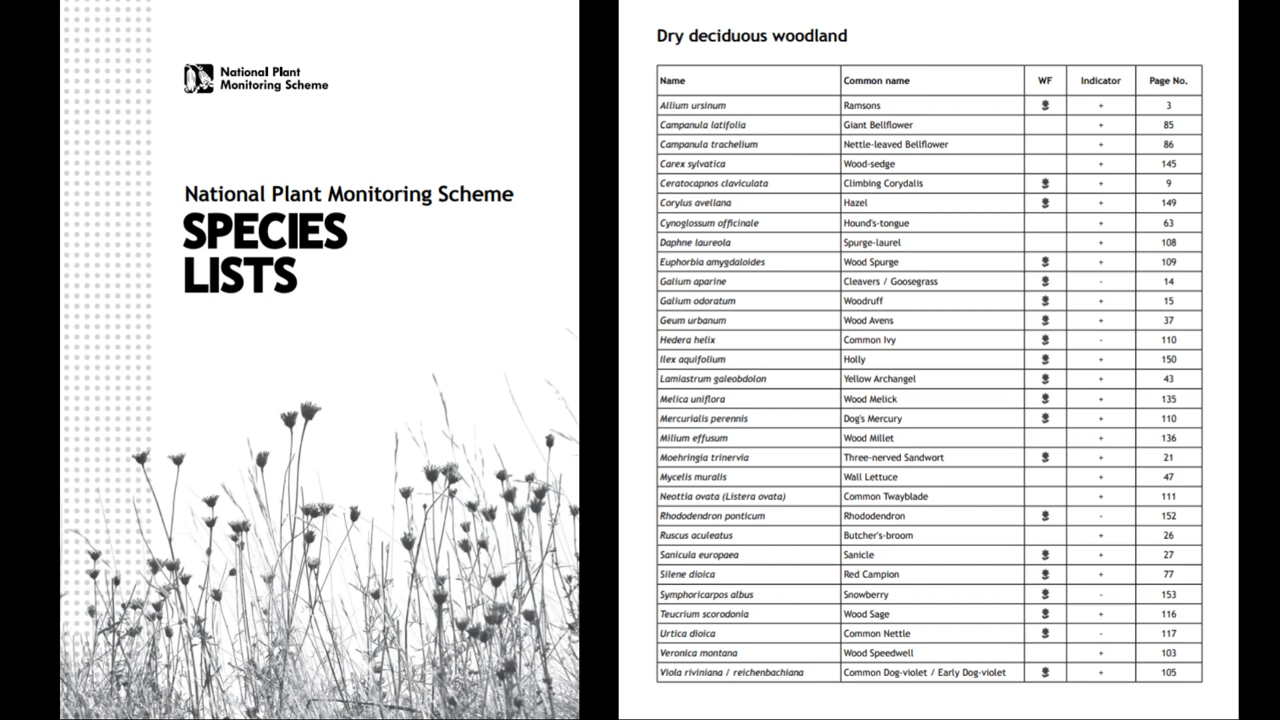 National Plant
Monitoring Scheme
National Plant Monitoring Scheme
SPECIES
LISTS
Dry deciduous woodland
Name Common name WF Indicator Page No.
Allium ursinum Ramsons + 3
Campanula latifolia Giant Bellflower + 85
Campanula trachelium Nettle-leaved Bellflower + 86
Carex sylvatica Wood-sedge + 145
Ceratocapnos claviculata Climbing Corydalis + 9
Corylus avellana Hazel + 149
Cynoglossum officinale Hound's-tongue + 63
Daphne laureola Spurge-laurel + 108
Euphorbia amygdaloides Wood Spurge + 109
Galium aparine Cleavers / Goosegrass - 14
Galium odoratum Woodruff + 15
Geum urbanum Wood Avens + 37
Hedera helix Common Ivy - 110
Ilex aquifolium Holly + 150
Lamiastrum galeobdolon Yellow Archangel + 43
Melica uniflora Wood Melick + 135
Mercurialis perennis Dog's Mercury + 110
Milium effusum Wood Millet + 136
Moehringia trinervia Three-nerved Sandwort + 21
Mycelis muralis Wall Lettuce + 47
Neottia ovata (Listera ovata) Common Twayblade + 111
Rhododendron ponticum Rhododendron - 152
Ruscus aculeatus Butcher's-broom + 26
Sanicula europaea Sanicle + 27
Silene dioica Red Campion + 77
Symphoricarpos albus Snowberry - 153
Teucrium scorodonia Wood Sage + 116
Urtica dioica Common Nettle - 117
Veronica montana Wood Speedwell + 103
Viola riviniana / reichenbachiana Common Dog-violet / Early Dog-violet + 105